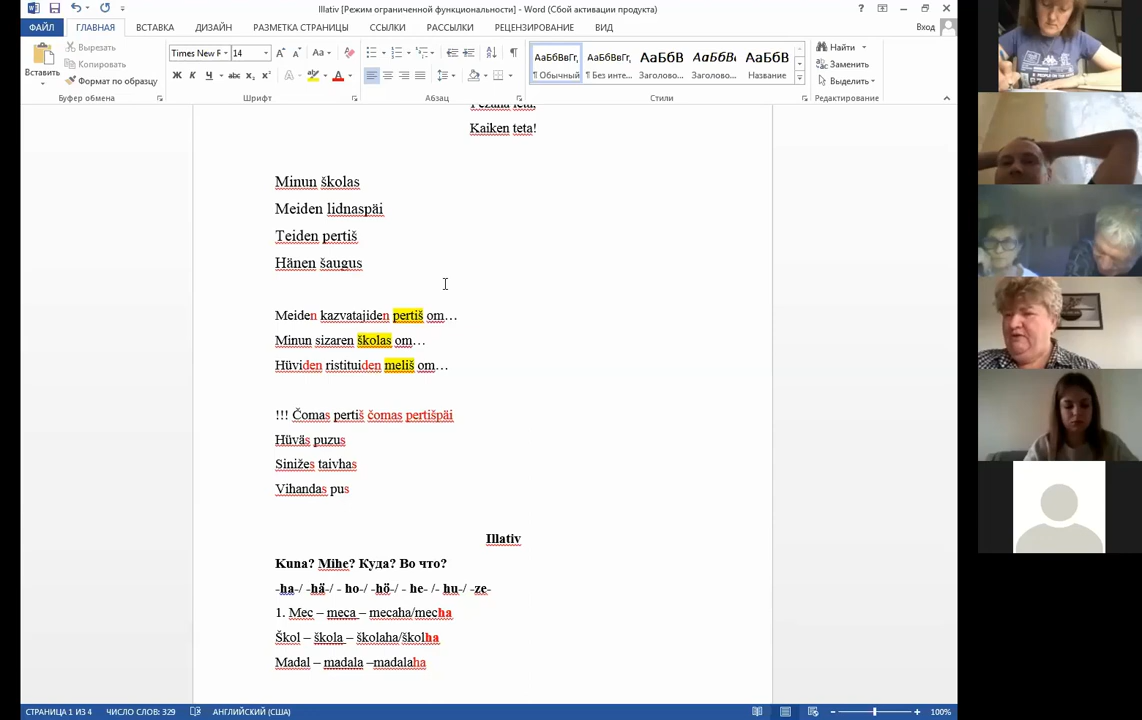 Illativ [Режим ограниченной функциональности] - Word (Сбой активации продукта)
ФАЙЛ ГЛАВНАЯ ВСТАВКА ДИЗАЙН РАЗМЕТКА СТРАНИЦЫ ССЫЛКИ РАССЫЛКИ РЕЦЕНЗИРОВАНИЕ ВИД Вход
Вставить
Вырезать
Копировать
Формат по образцу
Буфер обмена
Times New F 14
Ж К Ч abc x₂ x²
Шрифт
Абзац
АаБбВвГг, АаБбВвГг, АаБбВ АаБбВв АаБбВ
¶ Обычный ¶ Без инте... Заголово... Заголово... Название
Стили
Найти
Заменить
Выделить
Редактирование
Kaiken teta!
Minun školas
Meiden lidnaspäi
Teiden pertiš
Hänen šaugus
Meiden kazvatajiden pertiš om…
Minun sizaren školas om…
Hüviden ristituiden meliš om…
!!! Čomas pertiš čomas pertišpäi
Hüväs puzus
Sinižes taivhas
Vihandas pus
Illativ
Kuna? Mihe? Куда? Во что?
-ha-/ -hä-/ - ho-/ -hö-/ - he- /- hu-/ -ze-
1. Mec – meca – mecaha/mecha
Škol – škola – školaha/školha
Madal – madala –madalaha
СТРАНИЦА 1 ИЗ 4 ЧИСЛО СЛОВ: 329 АНГЛИЙСКИЙ (США) 100%